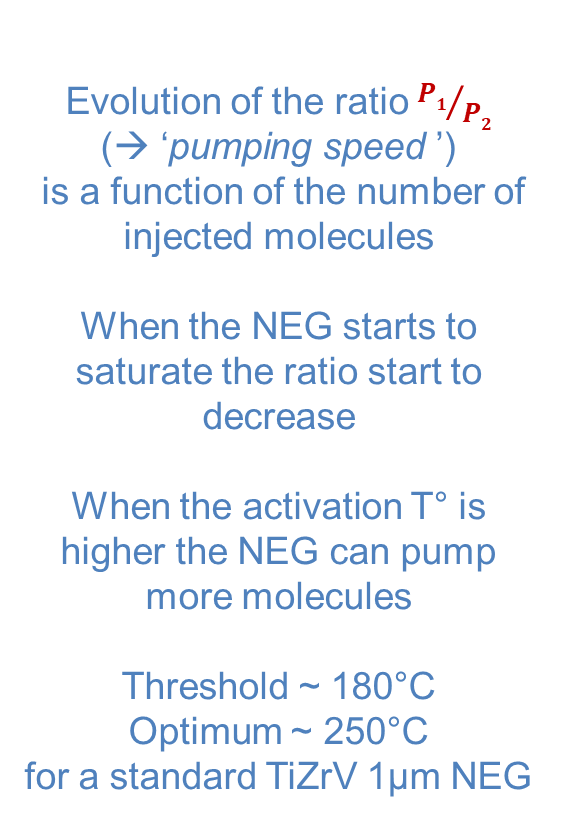 Evolution of the ratio P₁/P₂
(→ ‘pumping speed ’)
is a function of the number of
injected molecules
When the NEG starts to
saturate the ratio start to
decrease
When the activation T° is
higher the NEG can pump
more molecules
Threshold ~ 180°C
Optimum ~ 250°C
for a standard TiZrV 1µm NEG